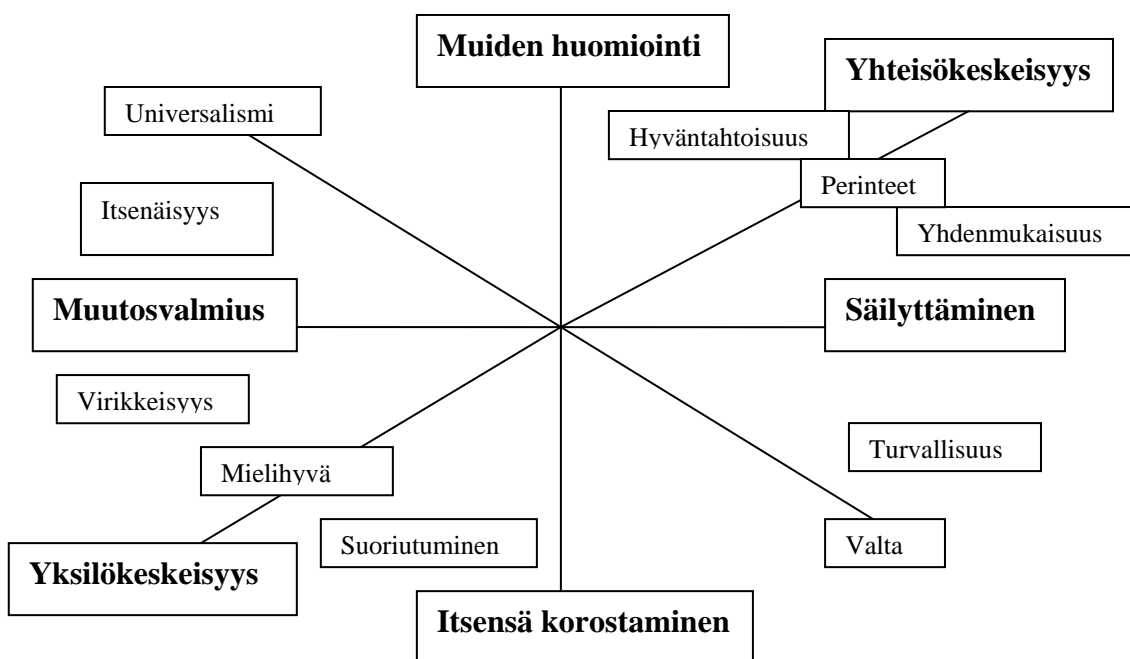 Muiden huomiointi
Yhteisökeskeisyys
Universalismi
Hyväntahtoisuus
Perinteet
Itsenäisyys
Yhdenmukaisuus
Muutosvalmius
Säilyttäminen
Virikkeisyys
Turvallisuus
Mielihyvä
Suoriutuminen
Valta
Yksilökeskeisyys
Itsensä korostaminen